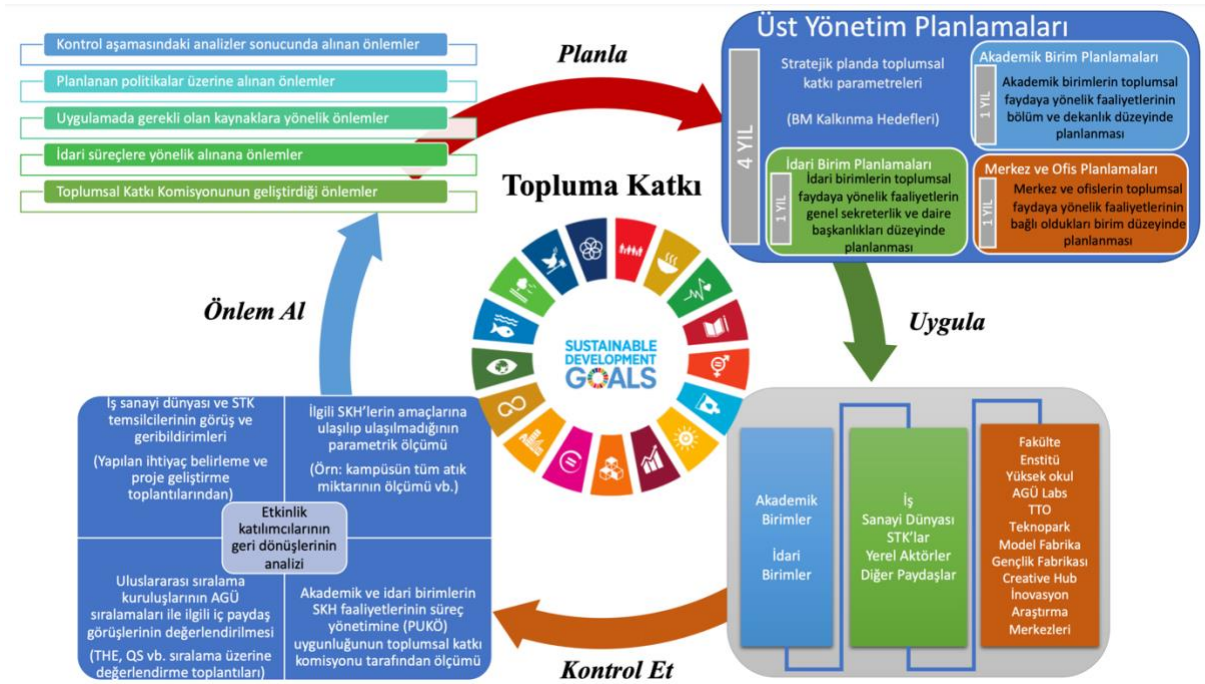 Kontrol aşamasındaki analizler sonucunda alınan önlemler
Planlanan politikalar üzerine alınan önlemler
Uygulamada gerekli olan kaynaklara yönelik önlemler
İdari süreçlere yönelik alınana önlemler
Toplumsal Katkı Komisyonunun geliştirdiği önlemler
Planla
Üst Yönetim Planlamaları
4 YIL
Stratejik planda toplumsal
katkı parametreleri
(BM Kalkınma Hedefleri)
Akademik Birim Planlamaları
1 YIL
Akademik birimlerin toplumsal
faydaya yönelik faaliyetlerinin
bölüm ve dekanlık düzeyinde
planlanması
İdari Birim Planlamaları
1 YIL
İdari birimlerin toplumsal
faydaya yönelik faaliyetlerin
genel sekreterlik ve daire
başkanlıkları düzeyinde
planlanması
Merkez ve Ofis Planlamaları
1 YIL
Merkez ve ofislerin toplumsal
faydaya yönelik faaliyetlerinin
bağlı oldukları birim düzeyinde
planlanması
Topluma Katkı
SUSTAINABLE
DEVELOPMENT
GOALS
Uygula
Akademik
Birimler
İdari
Birimler
İş
Sanayi Dünyası
STK'lar
Yerel Aktörler
Diğer Paydaşlar
Fakülte
Enstitü
Yüksek okul
AGÜ Labs
TTO
Teknopark
Model Fabrika
Gençlik Fabrikası
Creative Hub
İnovasyon
Araştırma
Merkezleri
Kontrol Et
İş sanayi dünyası ve STK
temsilcilerinin görüş ve
geribildirimleri
(Yapılan ihtiyaç belirleme ve
proje geliştirme
toplantılarından)
İlgili SKH'lerin amaçlarına
ulaşılıp ulaşılmadığının
parametrik ölçümü
(Örn: kampüsün tüm atık
miktarının ölçümü vb.)
Etkinlik
katılımcılarının
geri dönüşlerinin
analizi
Uluslararası sıralama
kuruluşlarının AGÜ
sıralamaları ile ilgili iç paydaş
görüşlerinin değerlendirilmesi
(THE, QS vb. sıralama üzerine
değerlendirme toplantıları)
Akademik ve idari birimlerin
SKH faaliyetlerinin süreç
yönetimine (PUKÖ)
uygunluğunun toplumsal katkı
komisyonu tarafından ölçümü
Önlem Al